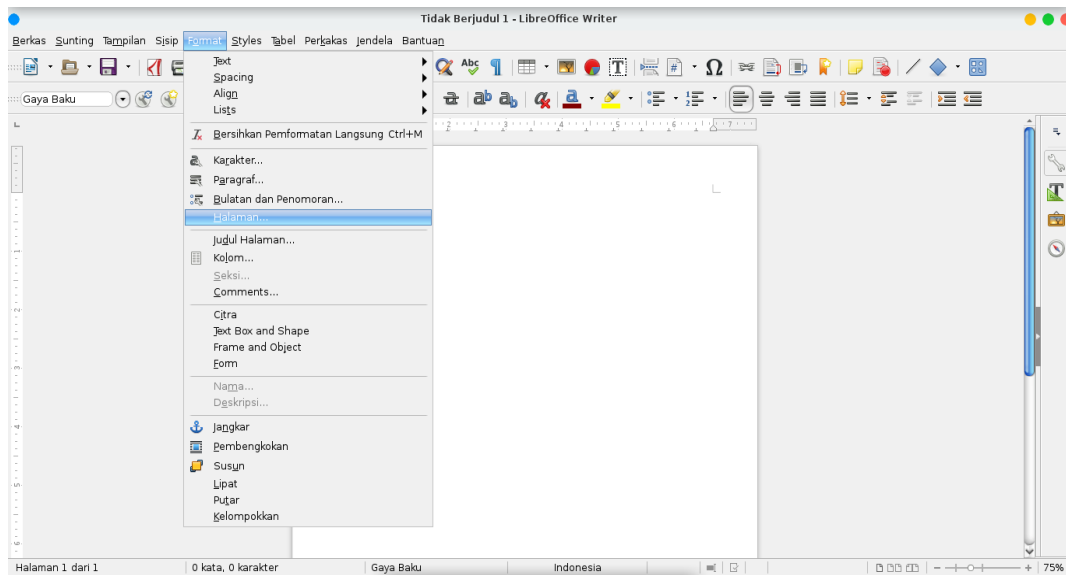 Tidak Berjudul 1 - LibreOffice Writer
Berkas Sunting Tampilan Sisip Format Styles Tabel Perkakas Jendela Bantuan
Gaya Baku
Text
Spacing
Align
Lists
Bersihkan Pemformatan Langsung Ctrl+M
Karakter...
Paragraf...
Bulatan dan Penomoran...
Halaman...
Judul Halaman...
Kolom...
Seksi...
Comments...
Citra
Text Box and Shape
Frame and Object
Form
Nama...
Deskripsi...
Jangkar
Pembengkokan
Susun
Lipat
Putar
Kelompokkan
Halaman 1 dari 1 0 kata, 0 karakter Gaya Baku Indonesia 75%